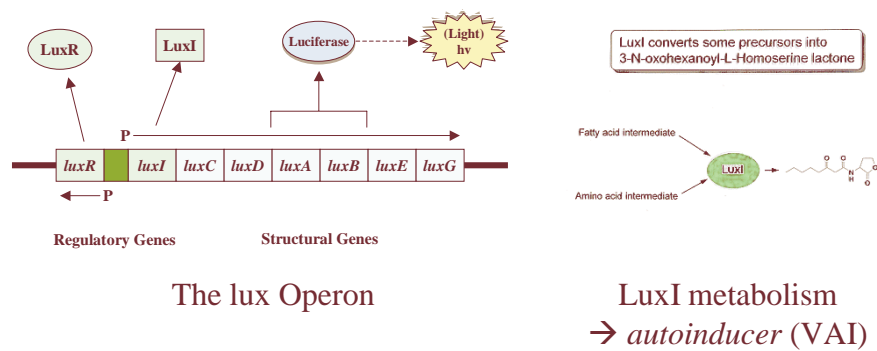 LuxR
LuxI
Luciferase
(Light)
hν
P
luxR luxI luxC luxD luxA luxB luxE luxG
P
Regulatory Genes
Structural Genes
The lux Operon
LuxI converts some precursors into
3-N-oxohexanoyl-L-Homoserine lactone
Fatty acid intermediate
LuxI
Amino acid intermediate
O
O
O
N
H
O
LuxI metabolism
→ autoinducer (VAI)